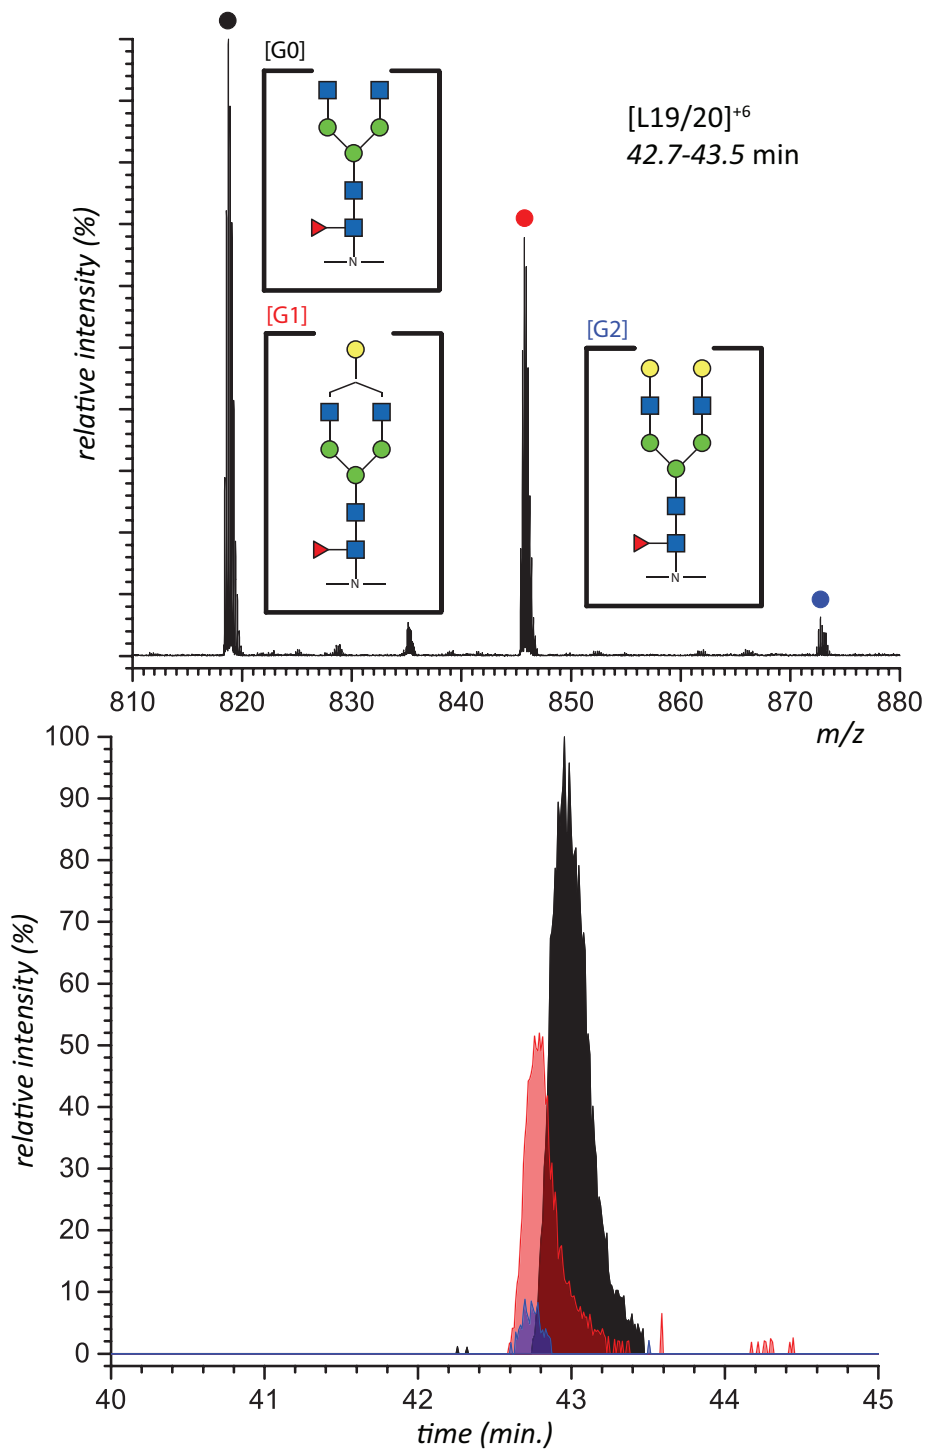 [G0]
[L19/20]+6
42.7-43.5 min
N
[G1]
[G2]
N
N
relative intensity (%)
810 820 830 840 850 860 870 880
m/z
100
90
80
70
60
50
40
30
20
10
0
relative intensity (%)
40 41 42 43 44 45
time (min.)